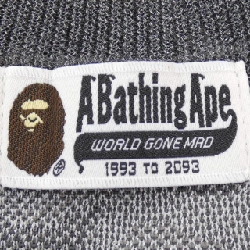 A Bathing Ape
WORLD GONE MAD
1993 TO 2093